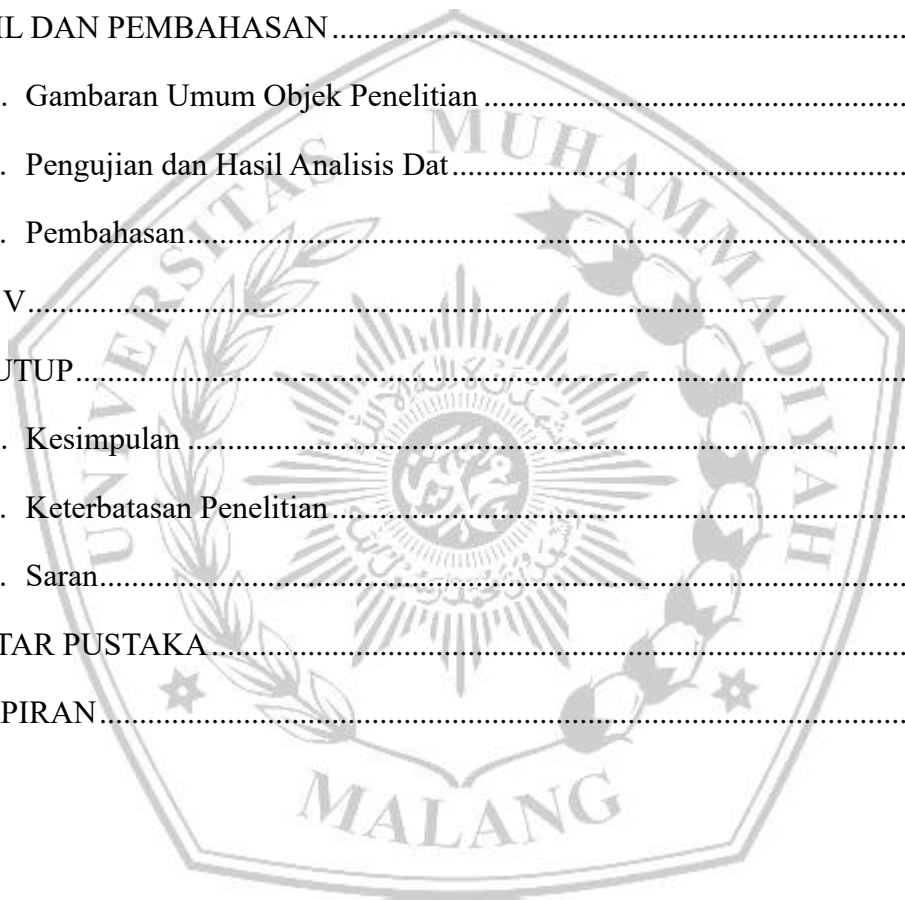 IL DAN PEMBAHASAN
. Gambaran Umum Objek Penelitian
. Pengujian dan Hasil Analisis Dat
. Pembahasan
V
UTUP
. Kesimpulan
. Keterbatasan Penelitian
. Saran
TAR PUSTAKA
PIRAN
UNIVERSITAS MUHAMMADIYAH
MALANG